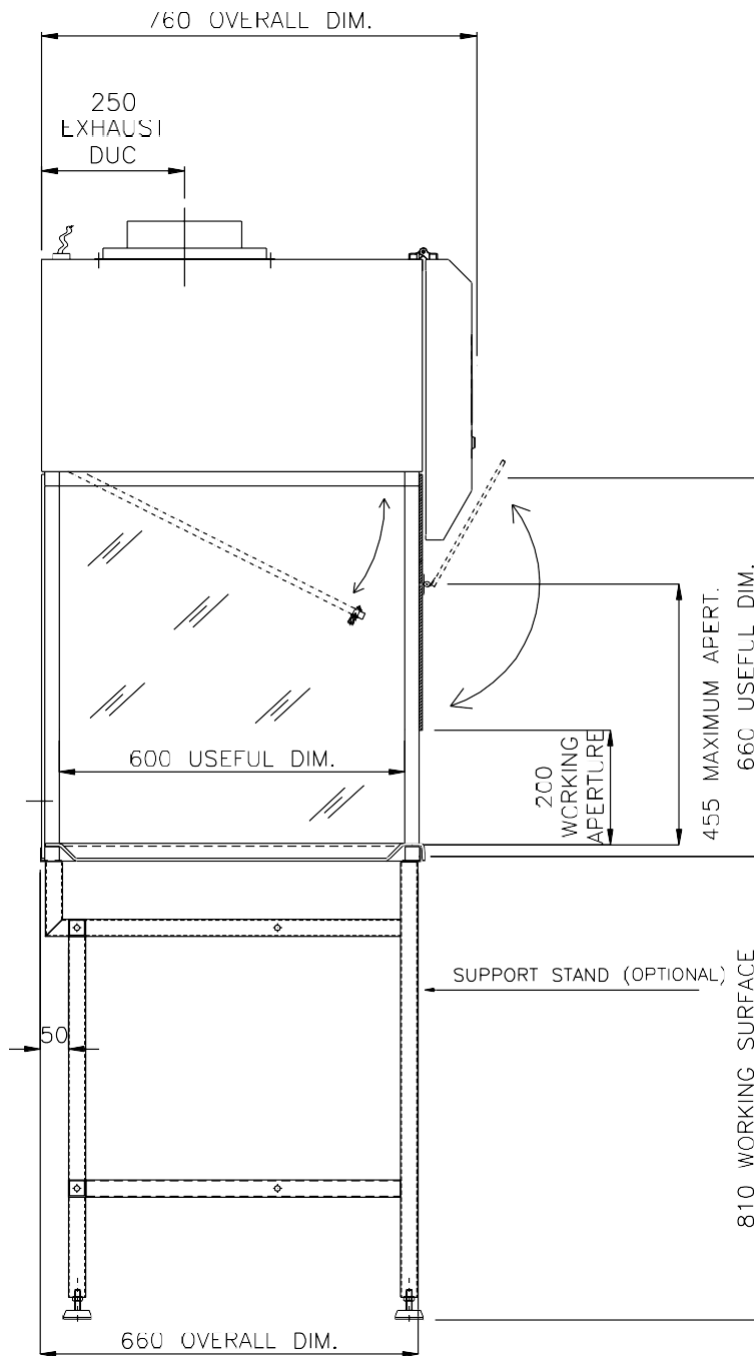 760 OVERALL DIM.
250
EXHAUST
DUC
600 USEFUL DIM.
200
WORKING
APERTURE
455 MAXIMUM APERT.
660 USEFUL DIM.
SUPPORT STAND (OPTIONAL)
50
810 WORKING SURFACE
660 OVERALL DIM.